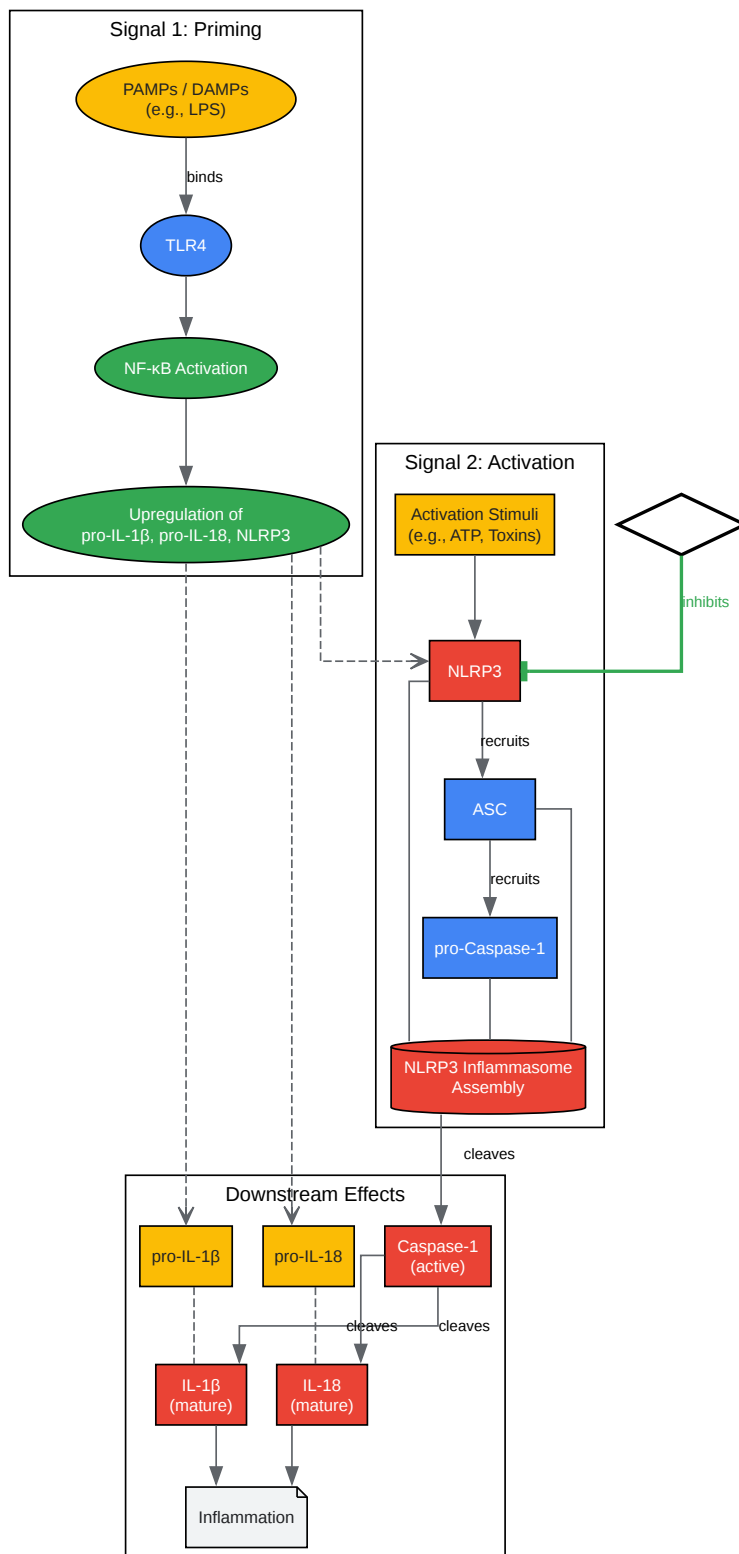 Signal 1: Priming
PAMPs / DAMPs
(e.g., LPS)
binds
TLR4
NF-κB Activation
Upregulation of
pro-IL-1β, pro-IL-18, NLRP3
Signal 2: Activation
Activation Stimuli
(e.g., ATP, Toxins)
inhibits
NLRP3
recruits
ASC
recruits
pro-Caspase-1
NLRP3 Inflammasome
Assembly
cleaves
Downstream Effects
pro-IL-1β
pro-IL-18
Caspase-1
(active)
cleaves
cleaves
IL-1β
(mature)
IL-18
(mature)
Inflammation